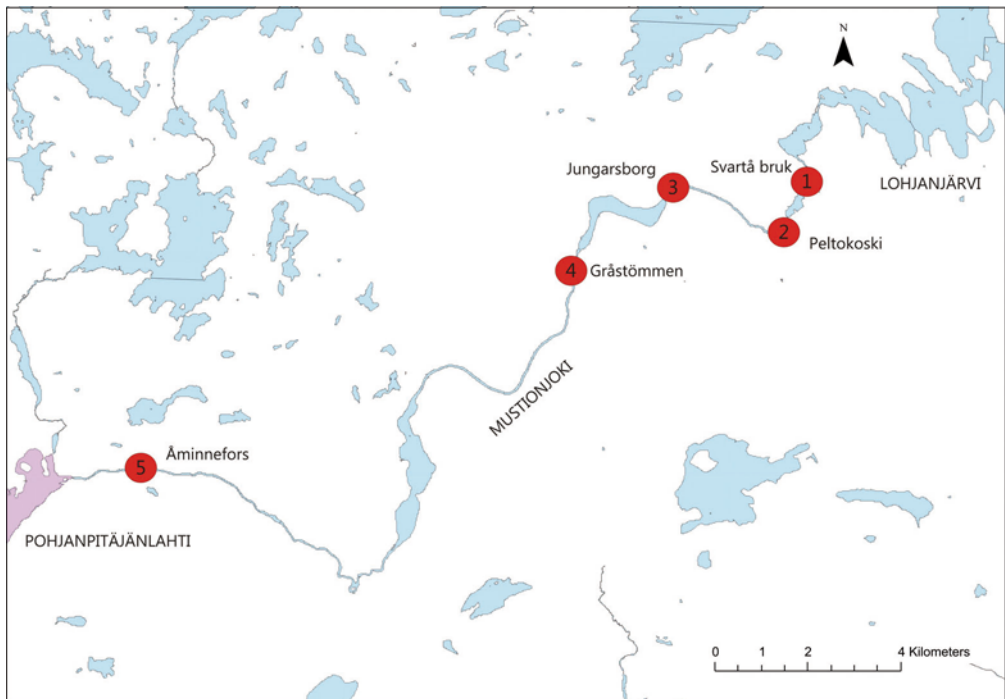 N
Jungarsborg
3
Svartå bruk
1
LOHJANJÄRVI
2
Peltokoski
4
Gråstömmen
MUSTIONJOKI
Åminnefors
5
POHJANPITÄJÄNLAHTI
0 1 2 4 Kilometers